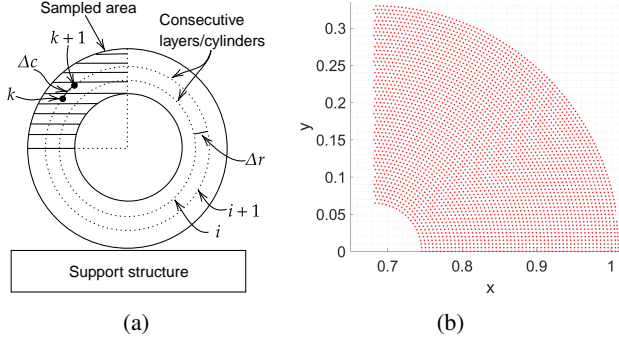 Sampled area
Consecutive
layers/cylinders
k + 1
Δc
k
Δr
i + 1
i
Support structure
(a)
0.3
0.25
0.2
y
0.15
0.1
0.05
0
0.7 0.8 0.9 1
x
(b)